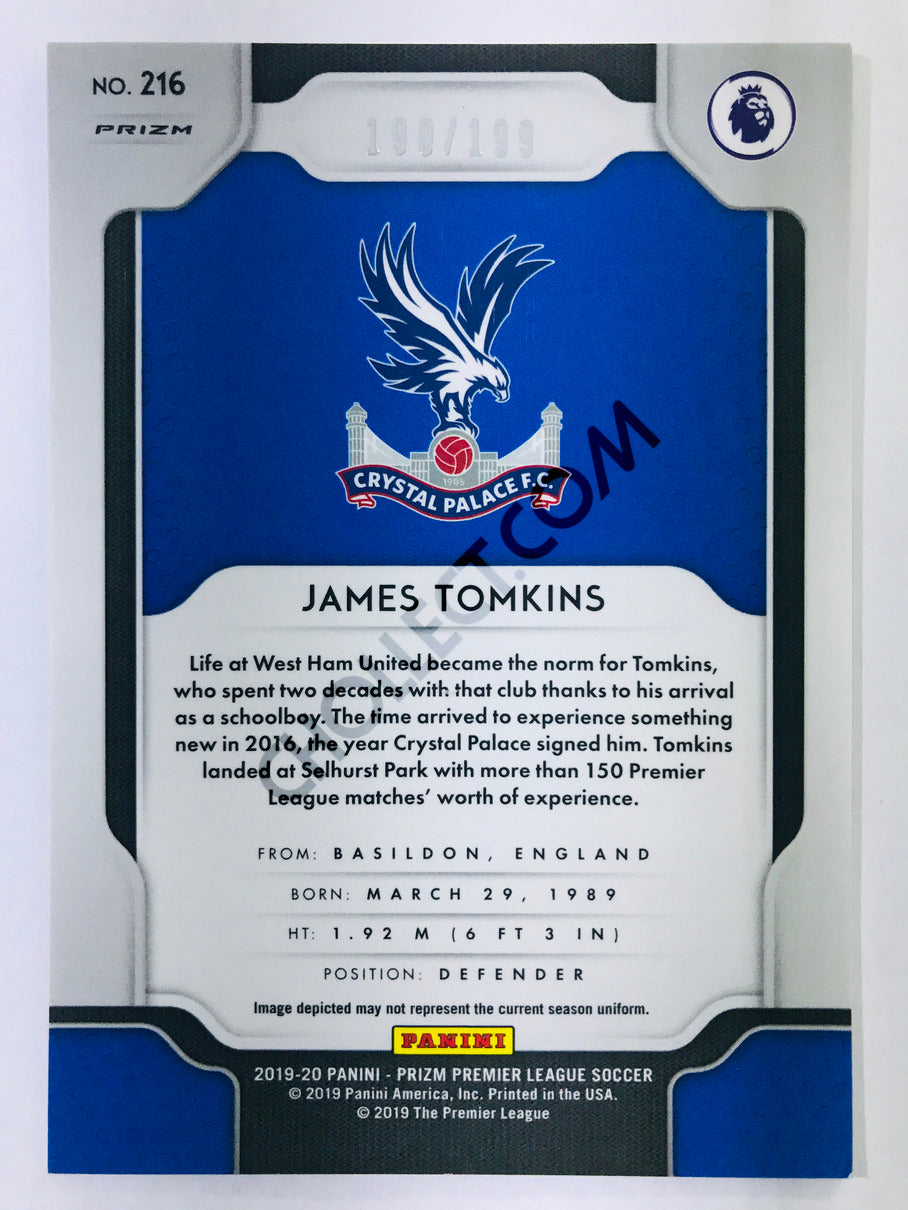 NO. 216
PRIZM
CRYSTAL PALACE F.C.
1905
CHOLLECT.COM
JAMES TOMKINS
Life at West Ham United became the norm for Tomkins,
who spent two decades with that club thanks to his arrival
as a schoolboy. The time arrived to experience something
new in 2016, the year Crystal Palace signed him. Tomkins
landed at Selhurst Park with more than 150 Premier
League matches' worth of experience.
FROM: BASILDON, ENGLAND
BORN: MARCH 29, 1989
HT: 1.92 M (6 FT 3 IN)
POSITION: DEFENDER
Image depicted may not represent the current season uniform.
PANINI
2019-20 PANINI - PRIZM PREMIER LEAGUE SOCCER
© 2019 Panini America, Inc. Printed in the USA.
© 2019 The Premier League